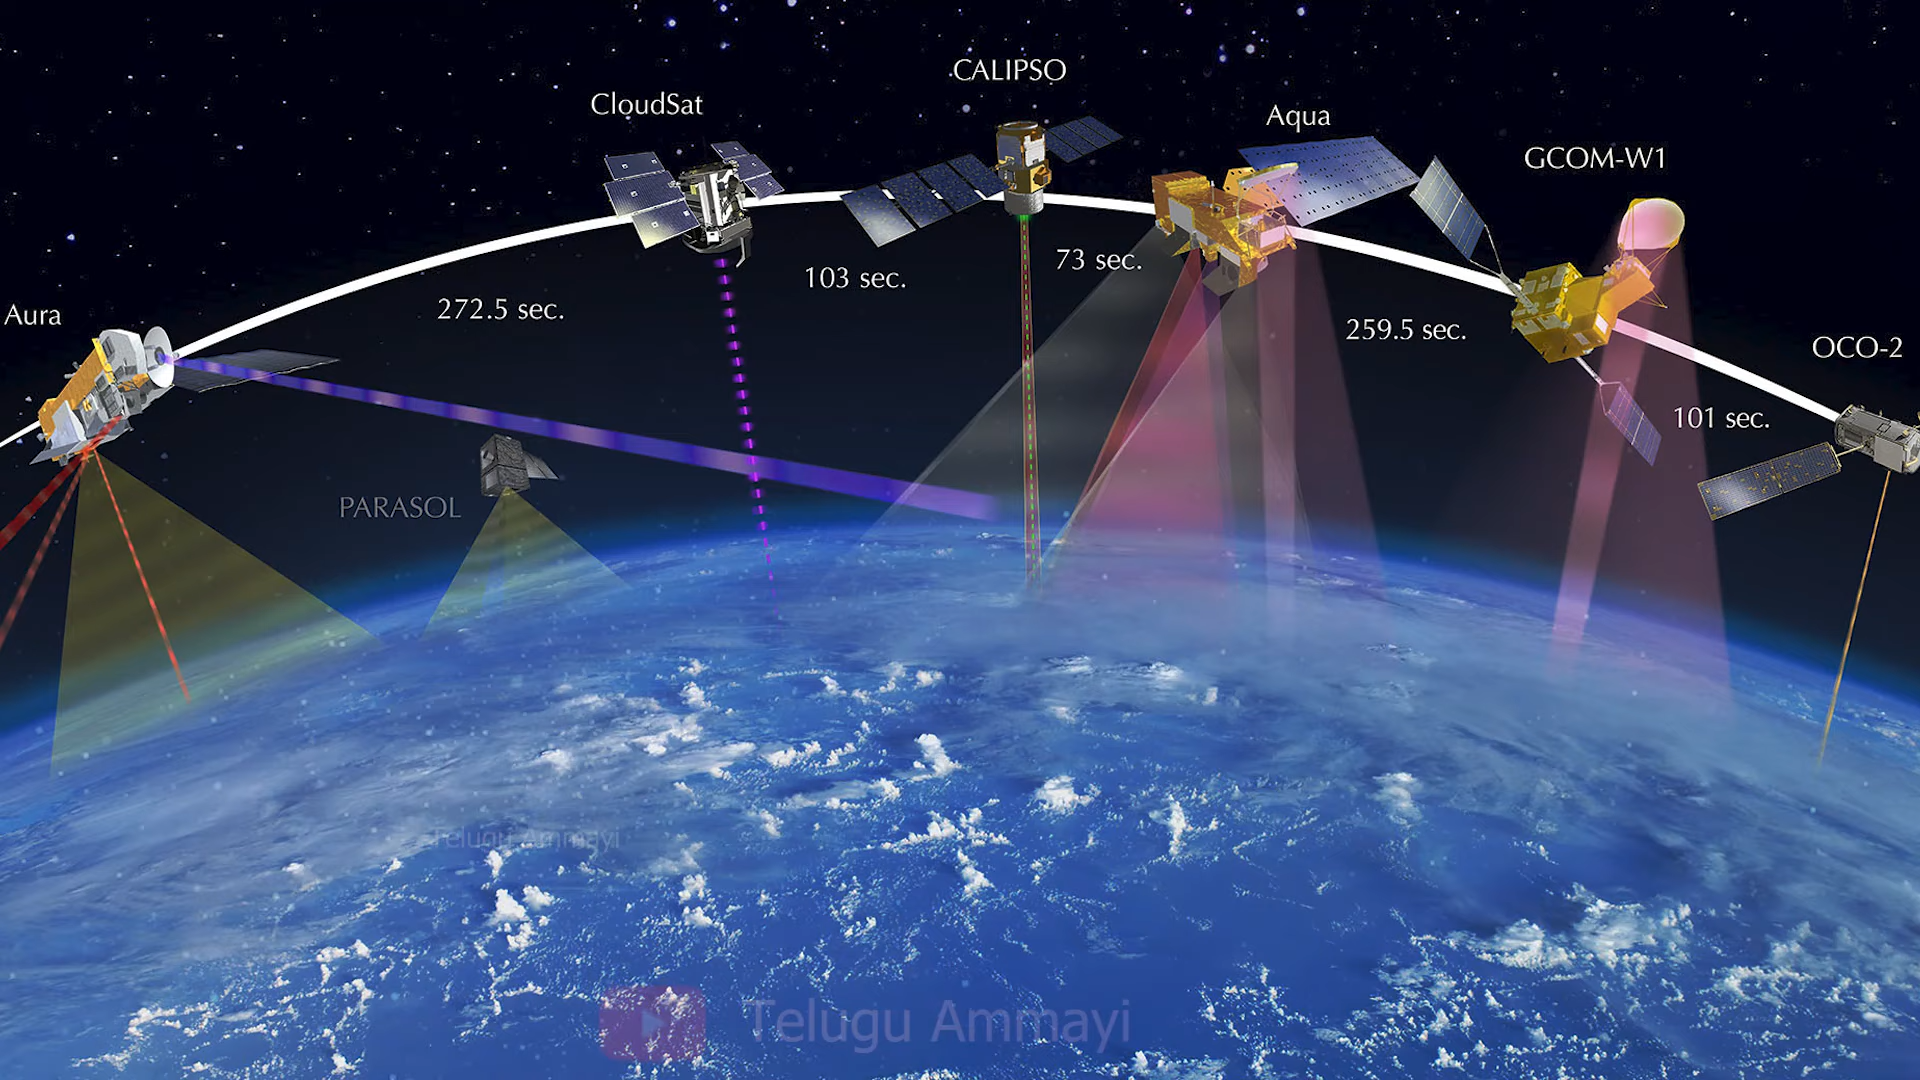 CALIPSO
CloudSat
Aqua
GCOM-W1
73 sec.
103 sec.
272.5 sec.
Aura
259.5 sec.
OCO-2
101 sec.
PARASOL
Telugu Ammayi
Telugu Ammayi